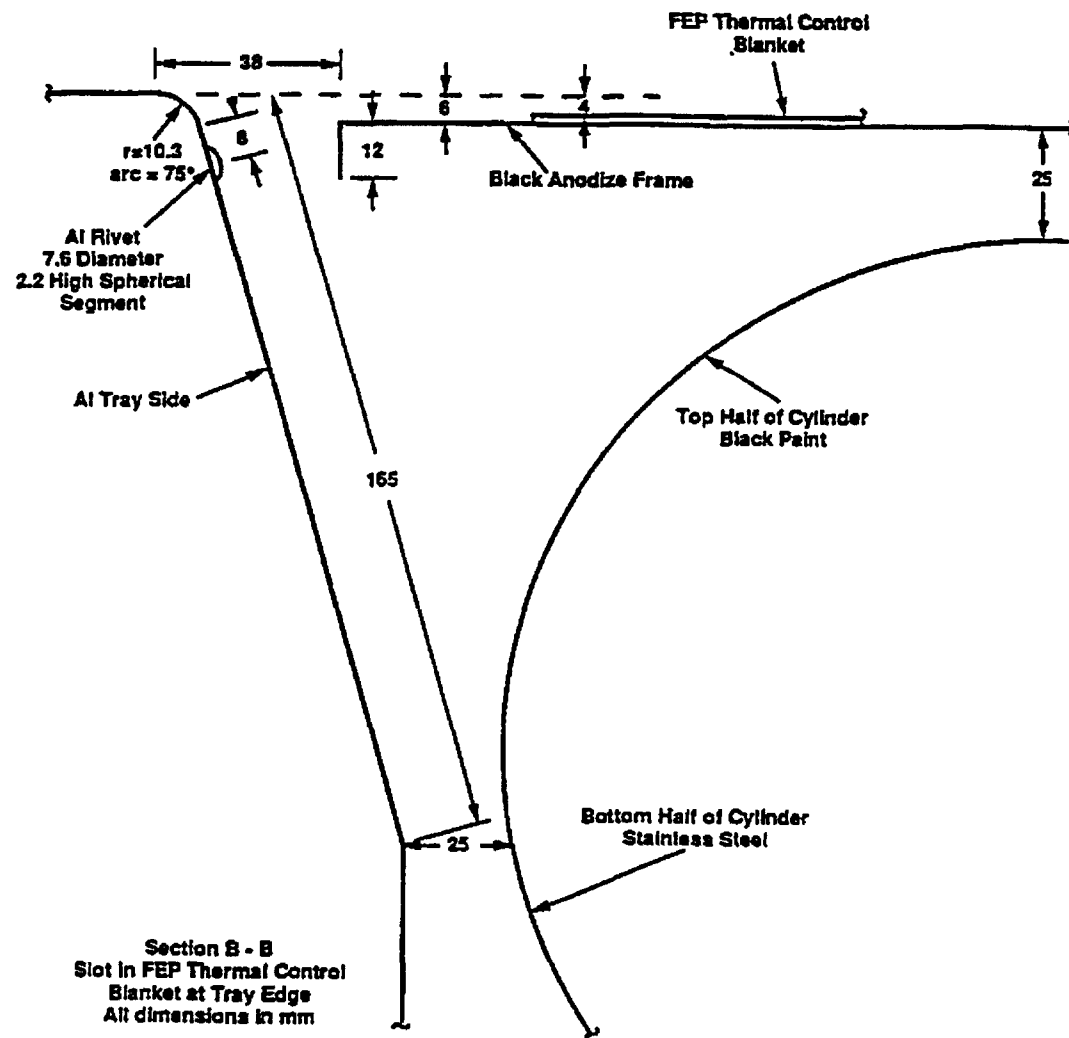 FEP Thermal Control
Blanket
38
6
4
8
r=10.3
arc = 75°
12
Black Anodize Frame
25
Al Rivet
7.6 Diameter
2.2 High Spherical
Segment
Al Tray Side
Top Half of Cylinder
Black Paint
165
Bottom Half of Cylinder
Stainless Steel
25
Section B - B
Slot in FEP Thermal Control
Blanket at Tray Edge
All dimensions in mm